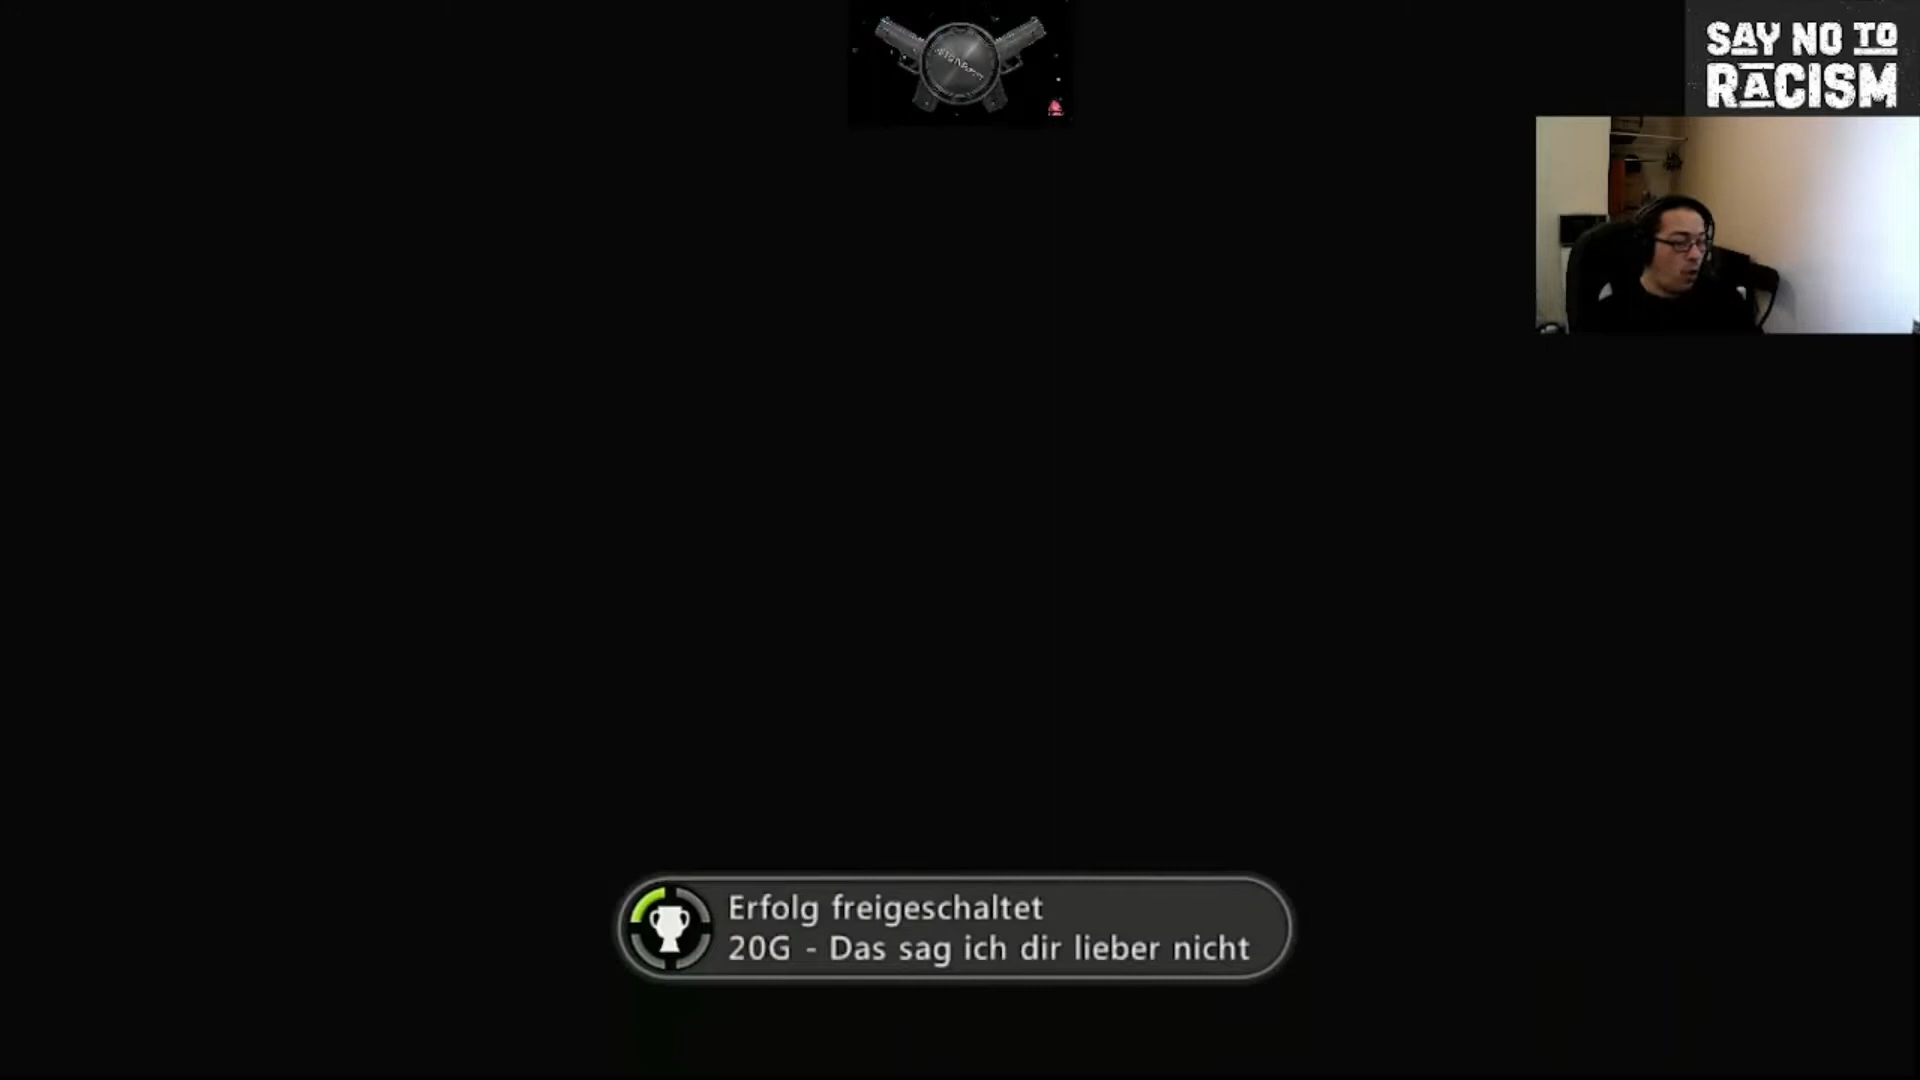 SAY NO TO
RACISM
Erfolg freigeschaltet
20G - Das sag ich dir lieber nicht